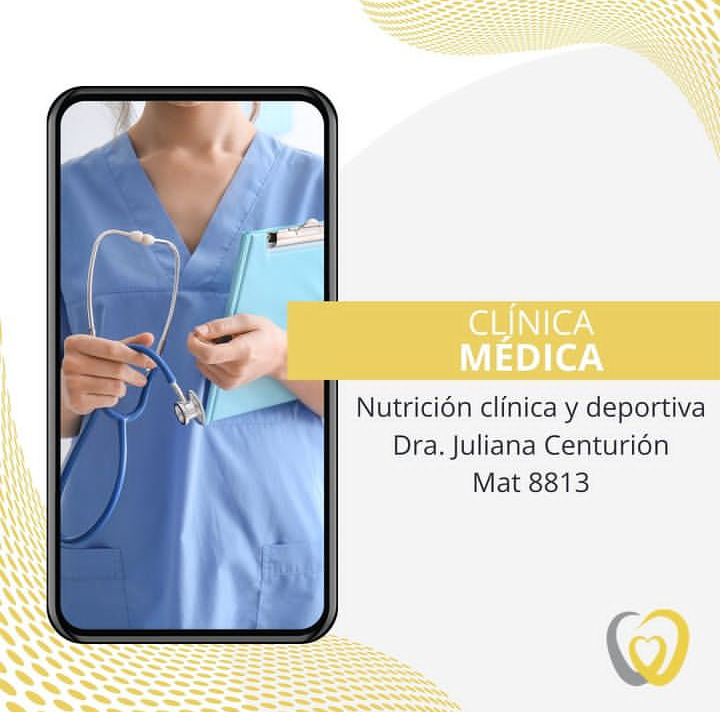 CLÍNICA
MÉDICA
Nutrición clínica y deportiva
Dra. Juliana Centurión
Mat 8813